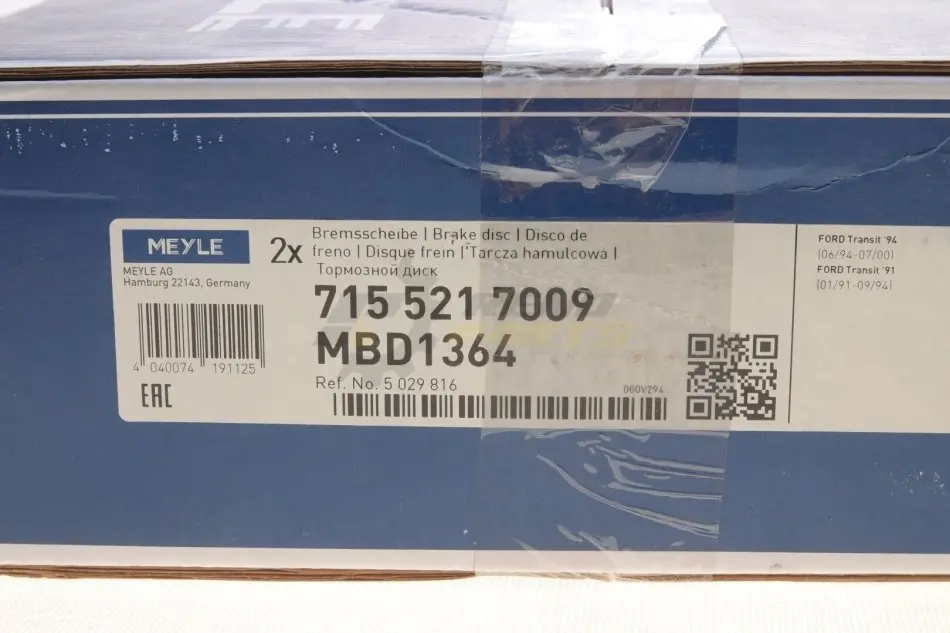 MEYLE
MEYLE AG
Hamburg 22143, Germany
4 040074 191125
EAC
2x
Bremsscheibe | Brake disc | Disco de
freno | Disque frein | Tarcza hamulcowa |
Тормозной диск
715 521 7009
MBD1364
Ref. No. 5 029 816
080V294
FORD Transit '94
(06/94-07/00)
FORD Transit '91
(01/91-09/94)